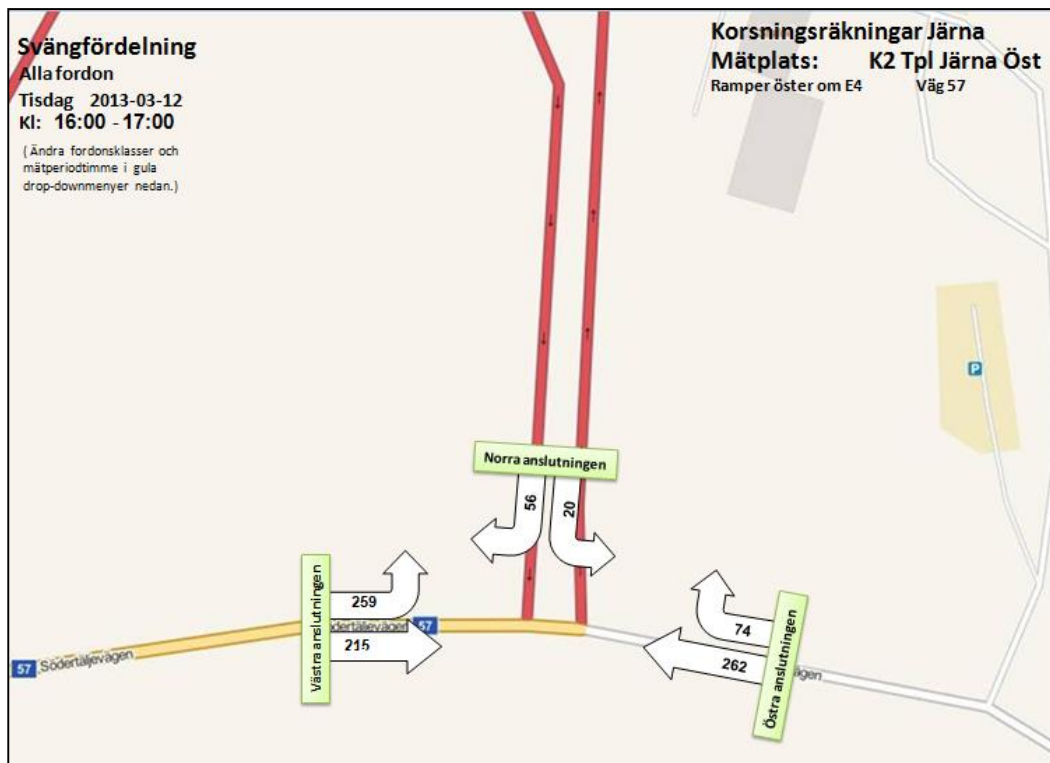 Svängfördelning
Alla fordon
Tisdag 2013-03-12
Kl: 16:00 - 17:00
( Ändra fordonsklasser och
mätperiodtimme i gula
drop-downmenyer nedan.)
Korsningsräkningar Järna
Mätplats: K2 Tpl Järna Öst
Ramper öster om E4 Väg 57
P
Norra anslutningen
56
20
Västra anslutningen
259
57
215
74
262
Östra anslutningen
57 Södertäljevägen